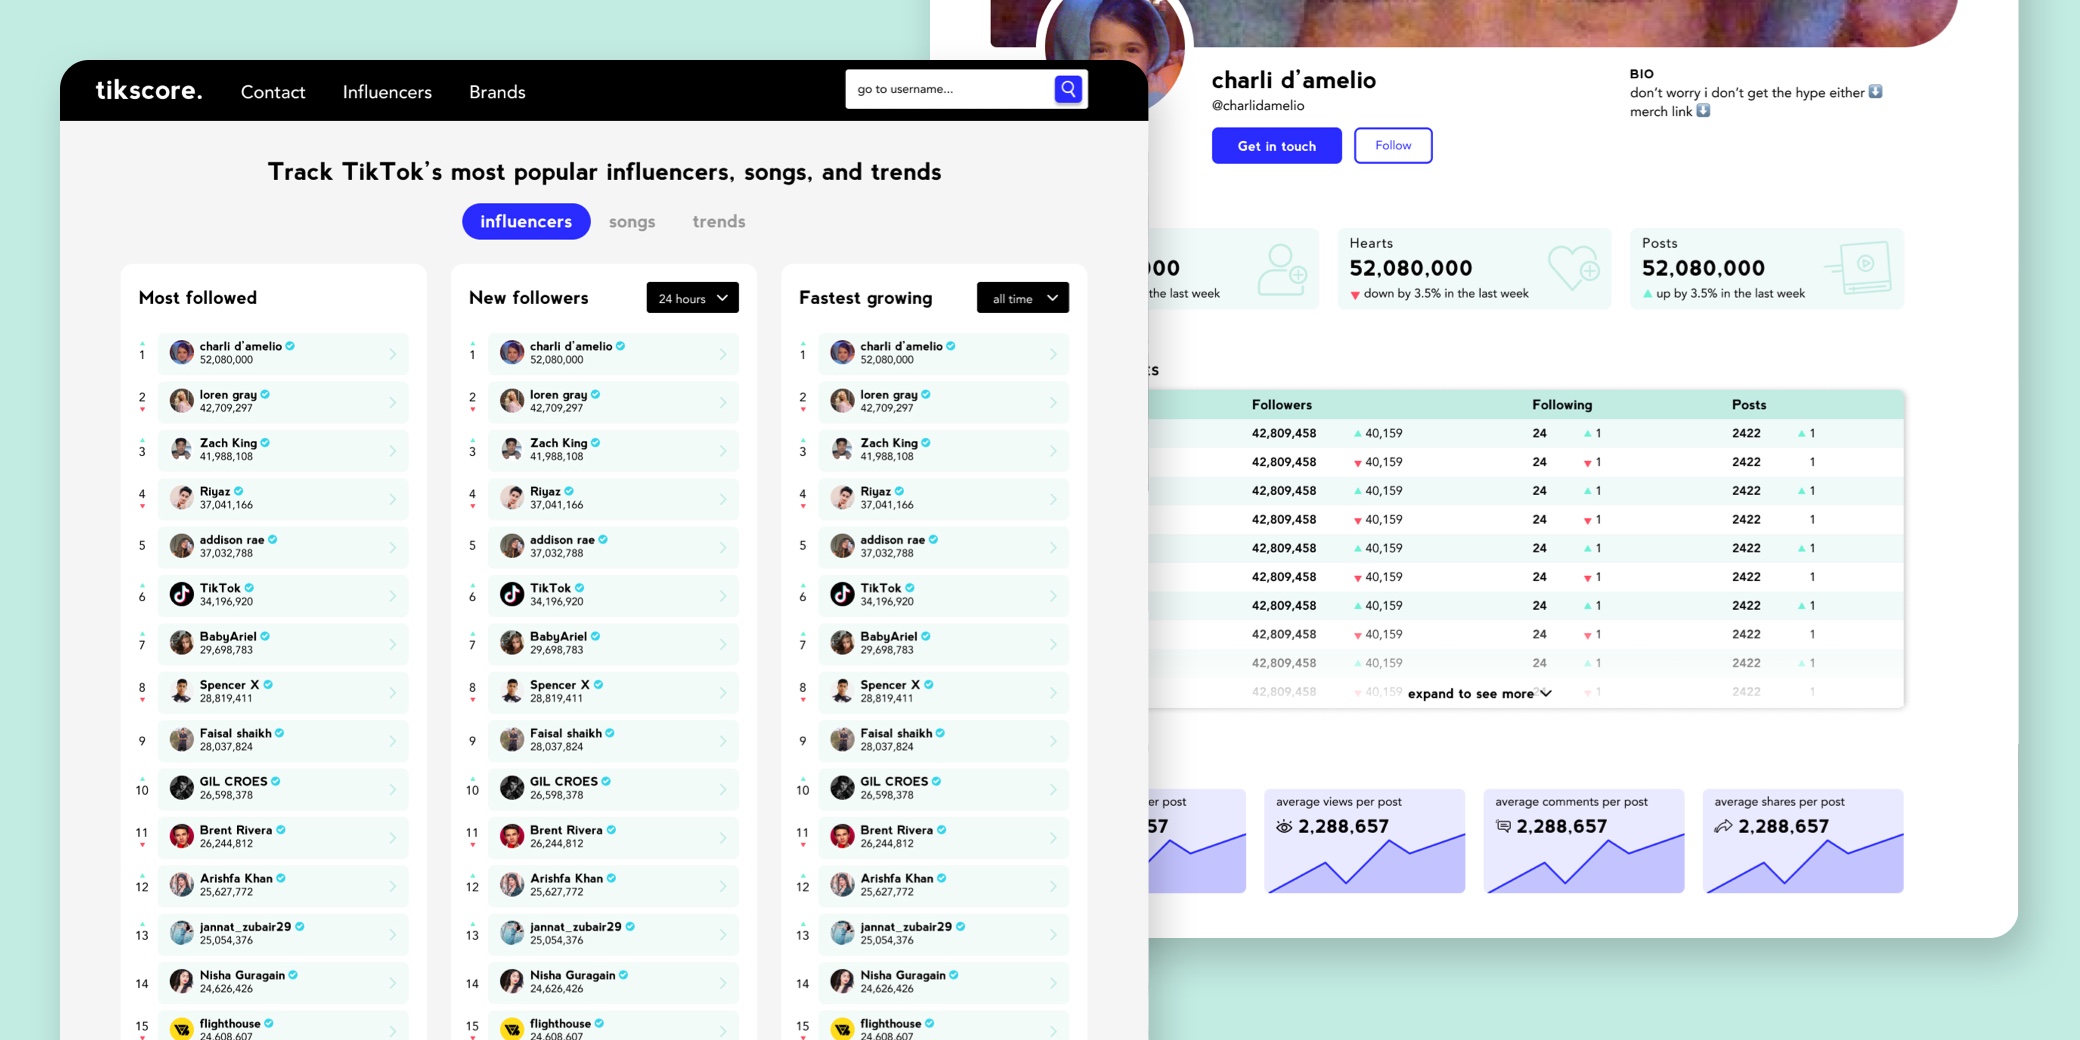 tikscore.
Contact
Influencers
Brands
go to username...
Track TikTok's most popular influencers, songs, and trends
influencers
songs
trends
Most followed
1
charli d'amelio
52,080,000
2
loren gray
42,709,297
3
Zach King
41,988,108
4
Riyaz
37,041,166
5
addison rae
37,032,788
6
TikTok
34,196,920
7
BabyAriel
29,698,783
8
Spencer X
28,819,411
9
Faisal shaikh
28,037,824
10
GIL CROES
26,598,378
11
Brent Rivera
26,244,812
12
Arishfa Khan
25,627,772
13
jannat_zubair29
25,054,376
14
Nisha Guragain
24,626,426
15
flighthouse
24,608,607
New followers
24 hours
1
charli d'amelio
52,080,000
2
loren gray
42,709,297
3
Zach King
41,988,108
4
Riyaz
37,041,166
5
addison rae
37,032,788
6
TikTok
34,196,920
7
BabyAriel
29,698,783
8
Spencer X
28,819,411
9
Faisal shaikh
28,037,824
10
GIL CROES
26,598,378
11
Brent Rivera
26,244,812
12
Arishfa Khan
25,627,772
13
jannat_zubair29
25,054,376
14
Nisha Guragain
24,626,426
15
flighthouse
24,608,607
Fastest growing
all time
1
charli d'amelio
52,080,000
2
loren gray
42,709,297
3
Zach King
41,988,108
4
Riyaz
37,041,166
5
addison rae
37,032,788
6
TikTok
34,196,920
7
BabyAriel
29,698,783
8
Spencer X
28,819,411
9
Faisal shaikh
28,037,824
10
GIL CROES
26,598,378
11
Brent Rivera
26,244,812
12
Arishfa Khan
25,627,772
13
jannat_zubair29
25,054,376
14
Nisha Guragain
24,626,426
15
flighthouse
24,608,607
charli d'amelio
@charlidamelio
Get in touch
Follow
BIO
don't worry i don't get the hype either ⬇️
merch link ⬇️
000
the last week
Hearts
52,080,000
down by 3.5% in the last week
Posts
52,080,000
up by 3.5% in the last week
ts
Followers Following Posts
42,809,458 ▲ 40,159 24 ▲ 1 2422 ▲ 1
42,809,458 ▼ 40,159 24 ▼ 1 2422 1
42,809,458 ▲ 40,159 24 ▲ 1 2422 ▲ 1
42,809,458 ▼ 40,159 24 ▼ 1 2422 1
42,809,458 ▲ 40,159 24 ▲ 1 2422 ▲ 1
42,809,458 ▼ 40,159 24 ▼ 1 2422 1
42,809,458 ▲ 40,159 24 ▲ 1 2422 ▲ 1
42,809,458 ▼ 40,159 24 ▼ 1 2422 1
42,809,458 ▲ 40,159 24 ▲ 1 2422 ▲ 1
42,809,458 ▼ 40,159 24 ▼ 1 2422 1
expand to see more
er post
57
average views per post
2,288,657
average comments per post
2,288,657
average shares per post
2,288,657